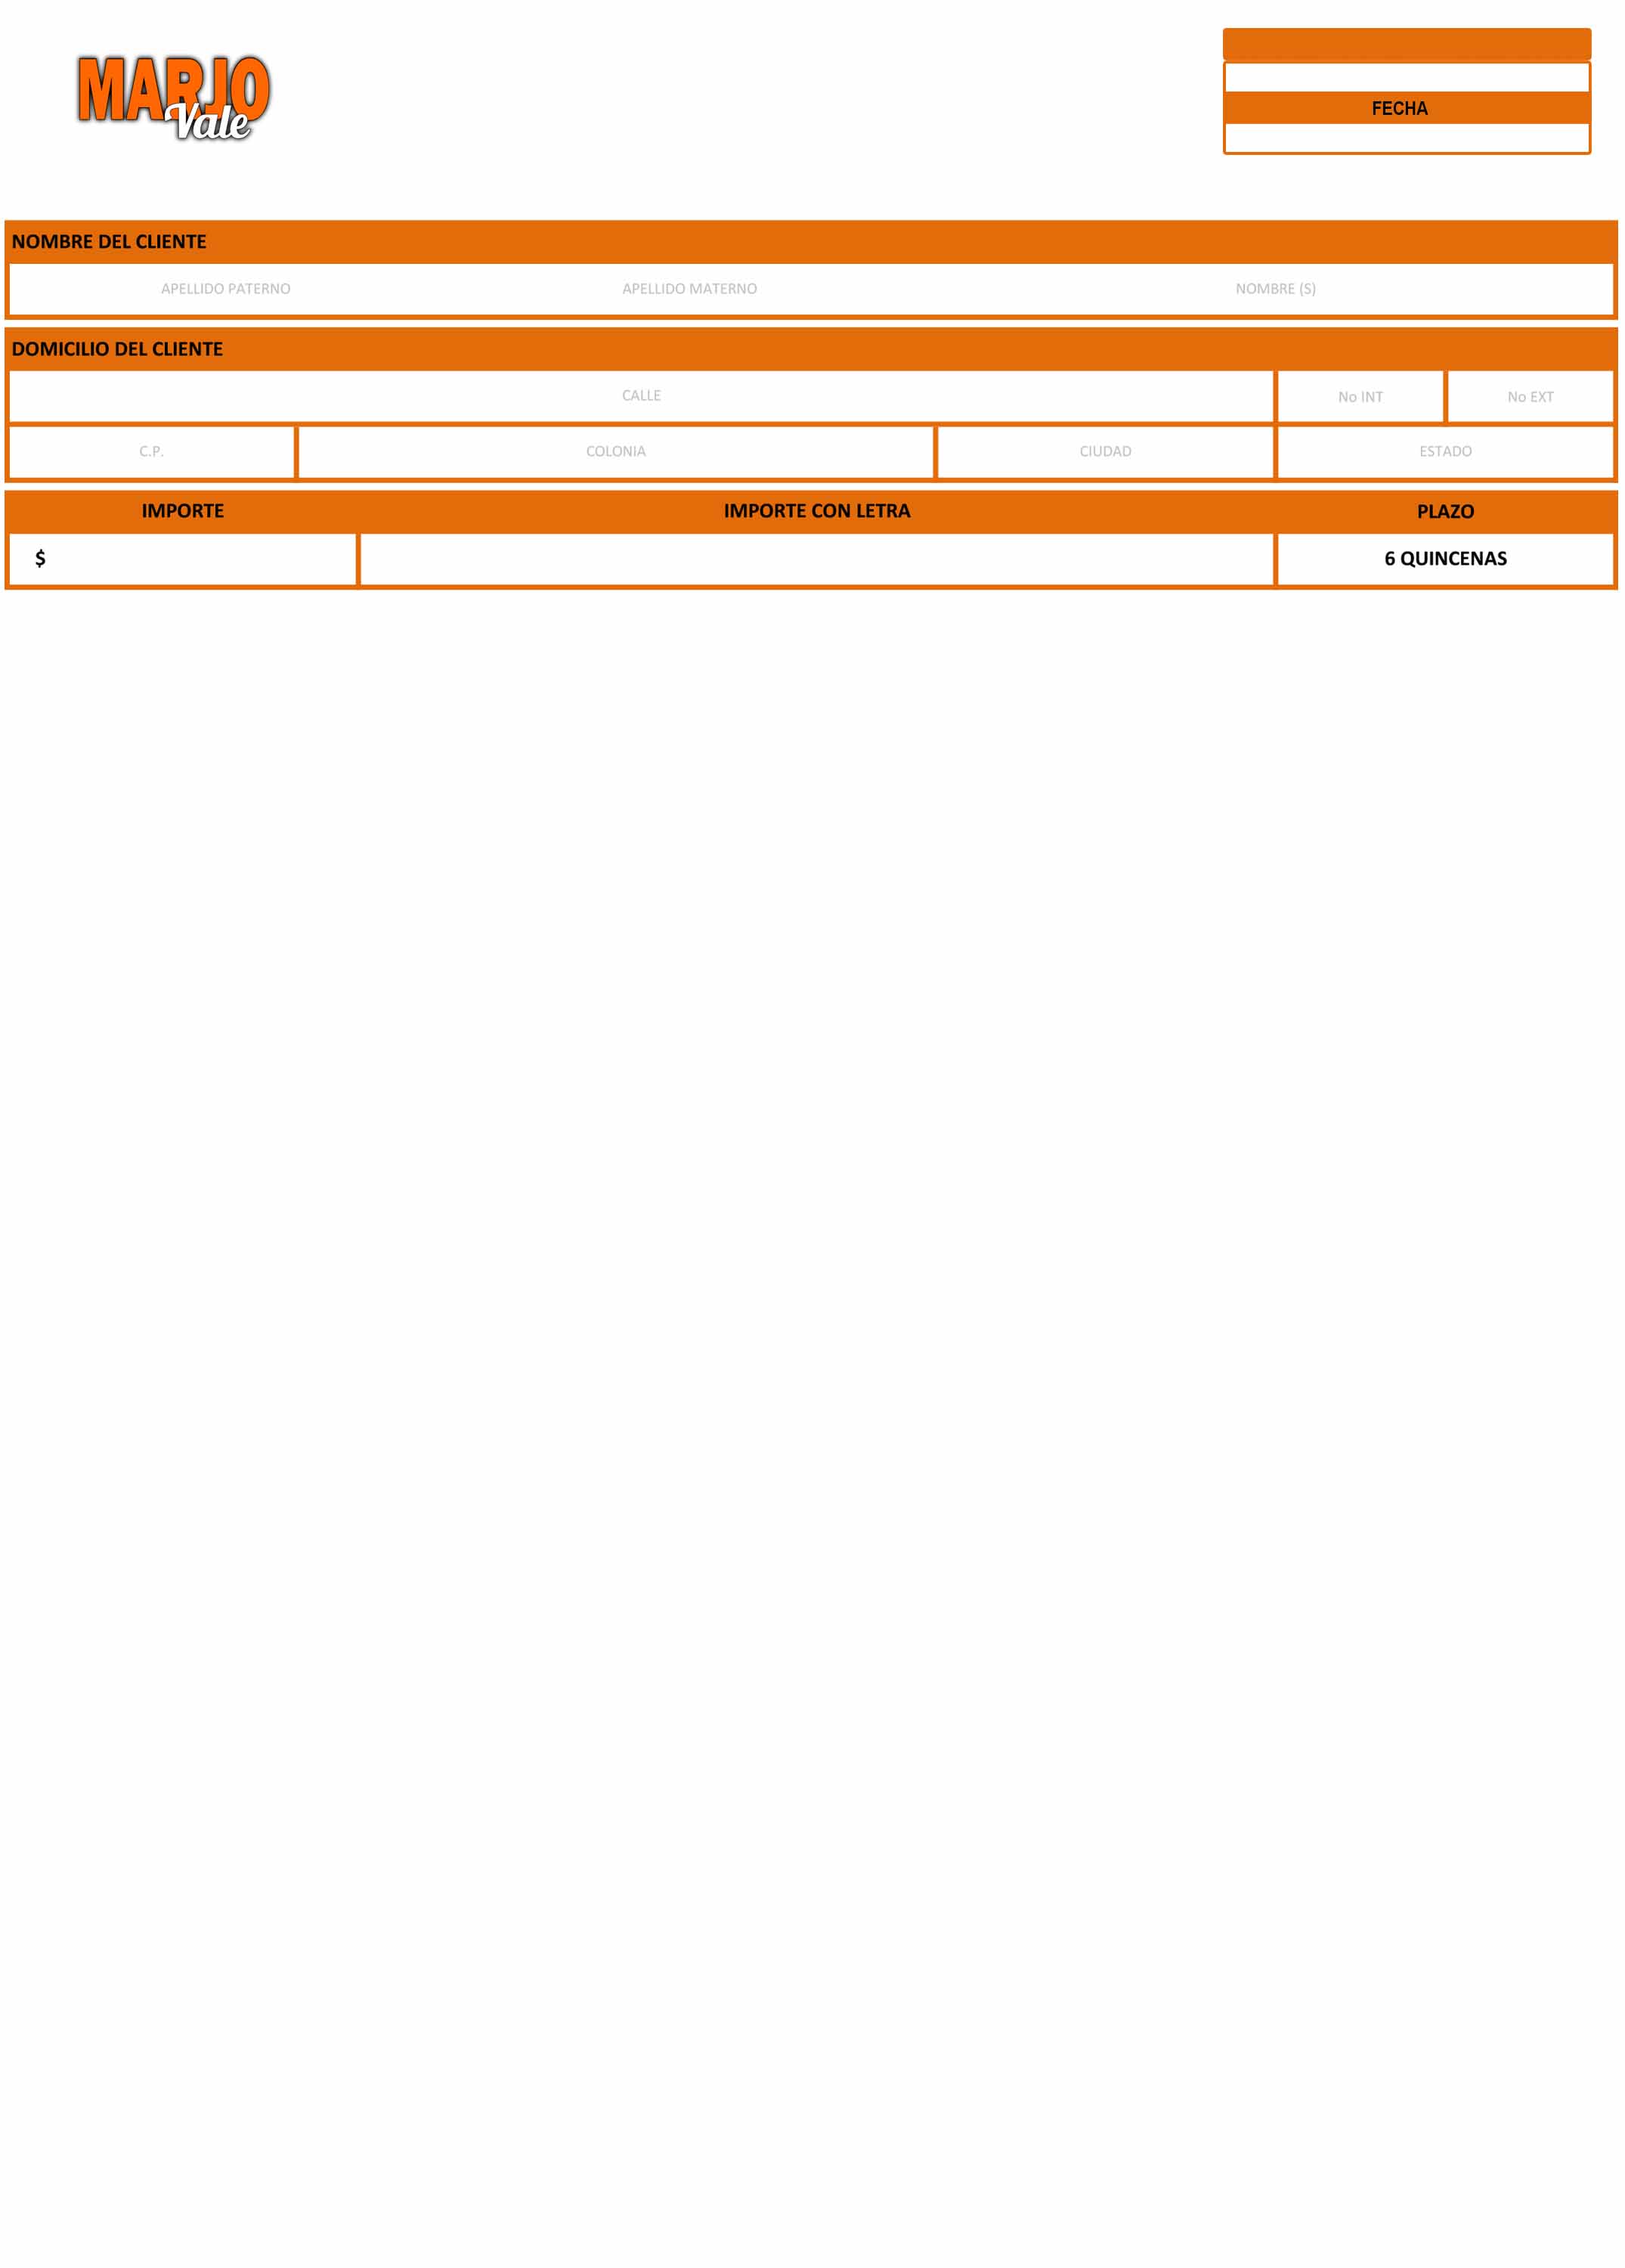 MARJO
Vale
FECHA
NOMBRE DEL CLIENTE
APELLIDO PATERNO APELLIDO MATERNO NOMBRE (S)
DOMICILIO DEL CLIENTE
CALLE No INT No EXT
C.P. COLONIA CIUDAD ESTADO
IMPORTE IMPORTE CON LETRA PLAZO
$ 6 QUINCENAS